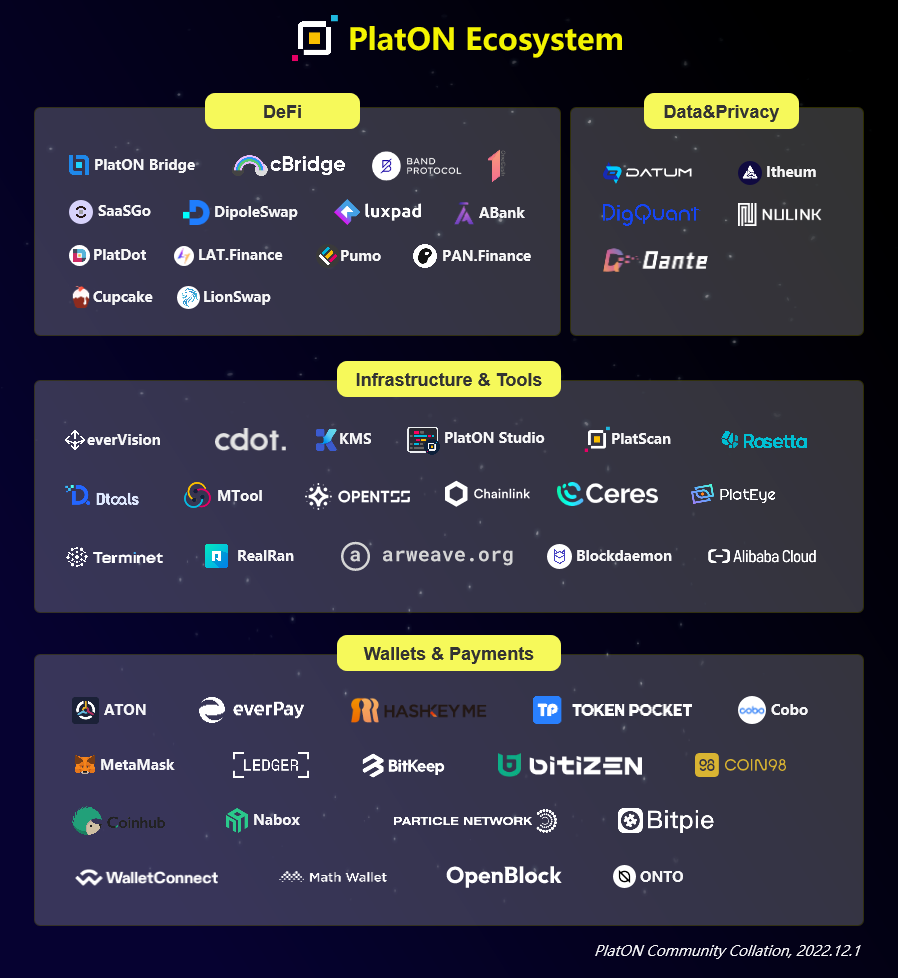 PlatON Ecosystem
DeFi
PlatON Bridge cBridge BAND PROTOCOL
SaaSGo DipoleSwap luxpad ABank
PlatDot LAT.Finance Pumo PAN.Finance
Cupcake LionSwap
Data&Privacy
DATUM Itheum
DigQuant NULINK
Dante
Infrastructure & Tools
everVision cdot. KMS PlatON Studio PlatScan Rosetta
Dtools MTool OPENTSS Chainlink Ceres PlatEye
Terminet RealRan a arweave.org Blockdaemon Alibaba Cloud
Wallets & Payments
ATON everPay HASHKEY ME TP TOKEN POCKET cobo Cobo
MetaMask LEDGER BitKeep bitizen 98 COIN98
Coinhub Nabox PARTICLE NETWORK Bitpie
WalletConnect Math Wallet OpenBlock ONTO
PlatON Community Collation, 2022.12.1